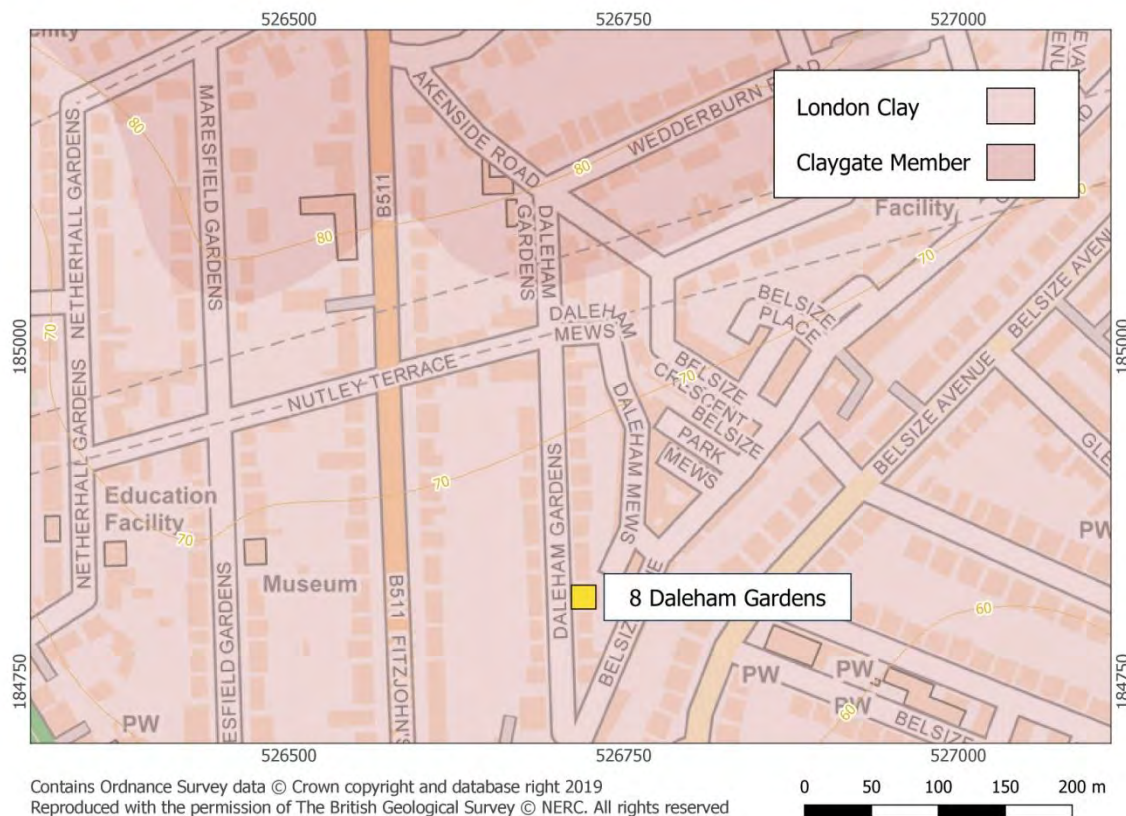 526500 526750 527000
MARESFIELD GARDENS
NETHERHALL GARDENS
NETHERHALL GARDENS
AKENSIDE ROAD
WEDDERBURN ROAD
80
80
80
B511
London Clay
Claygate Member
Facility
70
70
DALEHAM GARDENS
DALEHAM MEWS
BELSIZE PLACE
BELSIZE AVENUE
BELSIZE AVENUE
185000
185000
NUTLEY TERRACE
BELSIZE CRESCENT
70
BELSIZE
PARK
MEWS
DALEHAM MEWS
DALEHAM GARDENS
BELSIZE AVENUE
Education
Facility
70
70
Museum
PW
8 Daleham Gardens
60
B511 FITZJOHN'S
ESFIELD GARDENS
184750
184750
PW
PW
PW
PW
60
BELSIZE
526500 526750 527000
Contains Ordnance Survey data © Crown copyright and database right 2019
Reproduced with the permission of The British Geological Survey © NERC. All rights reserved
0 50 100 150 200 m